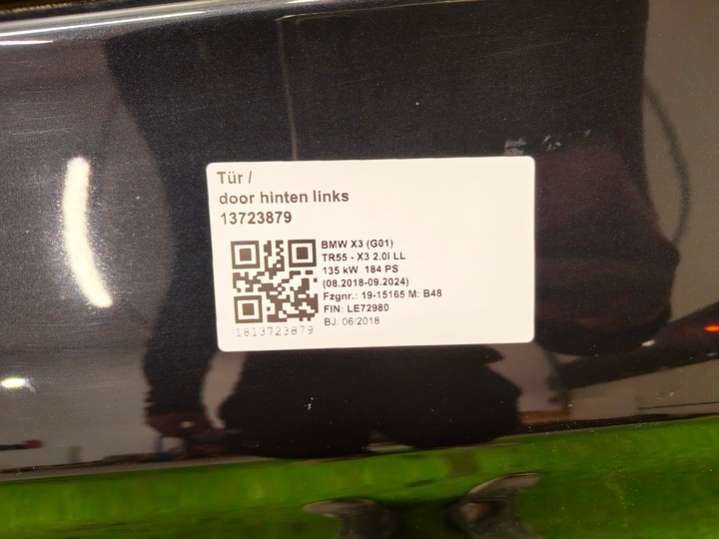 Tür /
door hinten links
13723879
BMW X3 (G01)
TR55 - X3 2.0i LL
135 kW 184 PS
(08.2018-09.2024)
Fzgnr.: 19-15165 M: B48
FIN: LE72980
BJ. 06/2018
1813723879